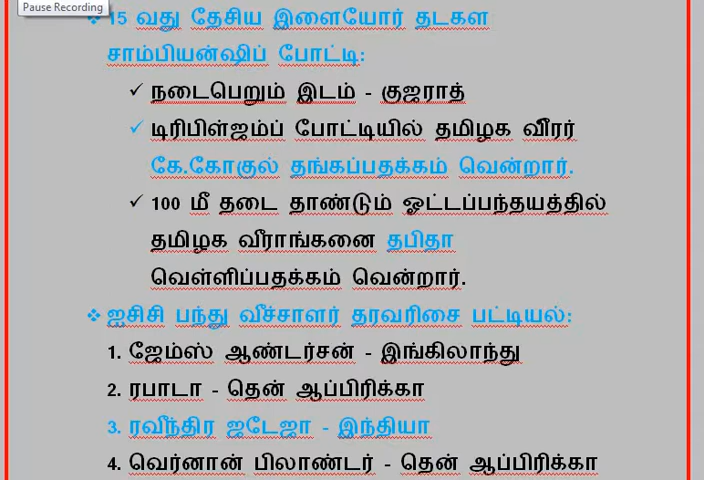 Pause Recording
❖ 15 வது தேசிய இளையோர் தடகள
சாம்பியன்ஷிப் போட்டி:
✓ நடைபெறும் இடம் - குஜராத்
✓ டிரிபிள்ஜம்ப் போட்டியில் தமிழக வீரர்
கே.கோகுல் தங்கப்பதக்கம் வென்றார்.
✓ 100 மீ தடை தாண்டும் ஓட்டப்பந்தயத்தில்
தமிழக வீராங்கனை தபிதா
வெள்ளிப்பதக்கம் வென்றார்.
❖ ஐசிசி பந்து வீச்சாளர் தரவரிசை பட்டியல்:
1. ஜேம்ஸ் ஆண்டர்சன் - இங்கிலாந்து
2. ரபாடா - தென் ஆப்பிரிக்கா
3. ரவீந்திர ஜடேஜா - இந்தியா
4. வெர்னான் பிலாண்டர் - தென் ஆப்பிரிக்கா